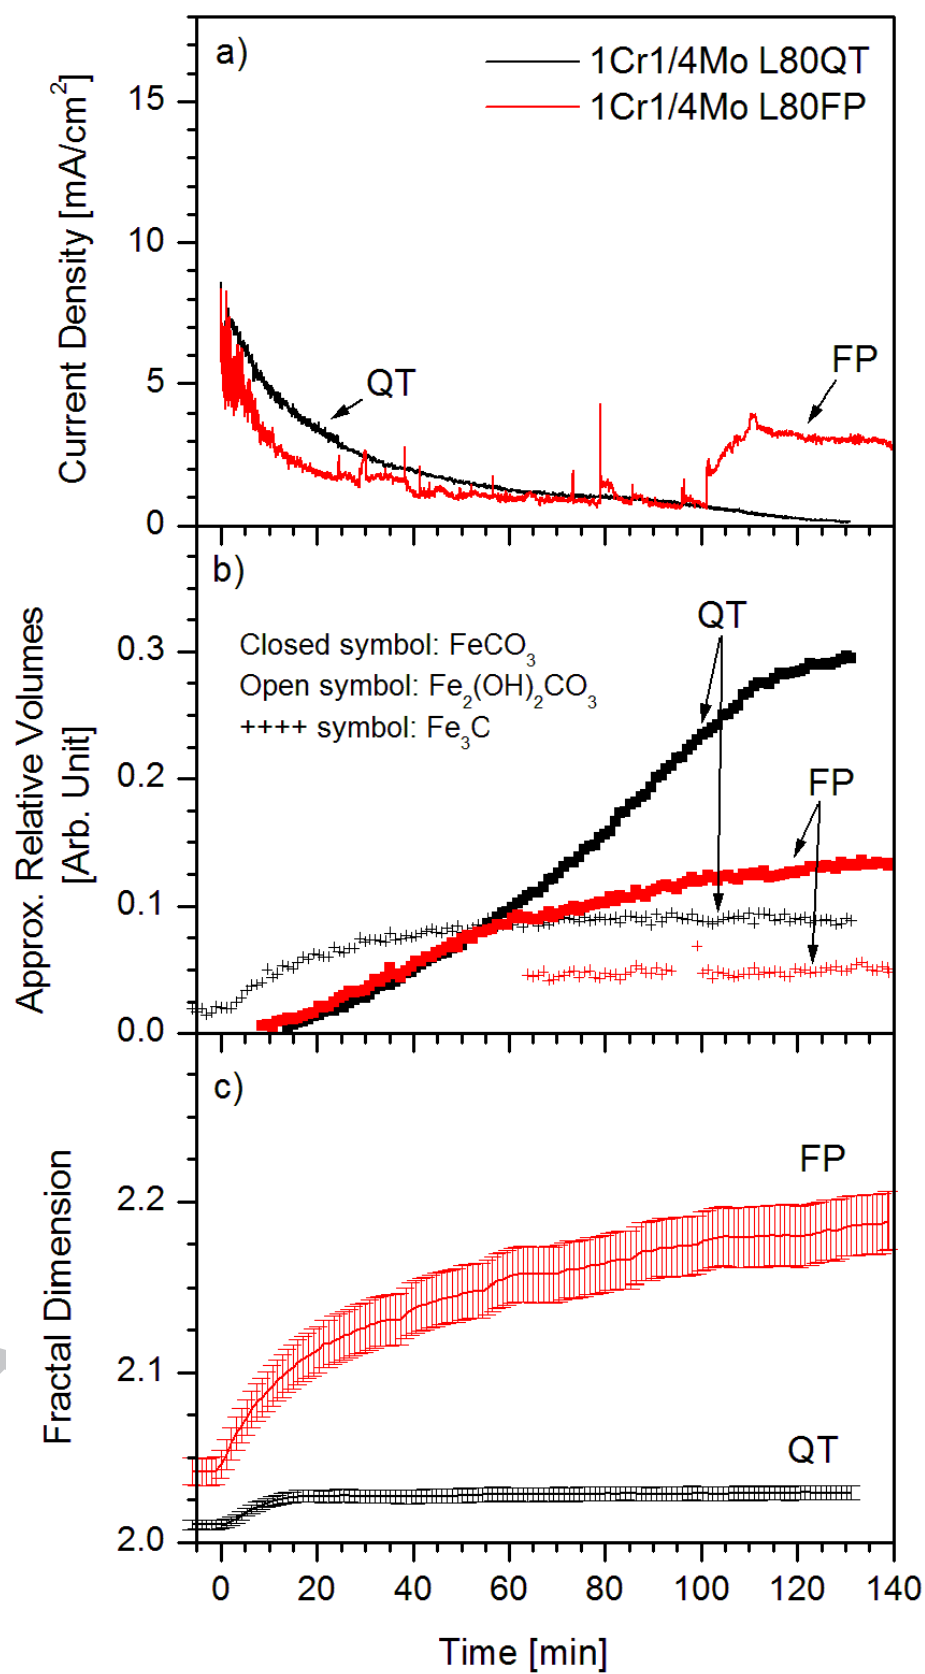 a)
1Cr1/4Mo L80QT
1Cr1/4Mo L80FP
15
10
5
0
Current Density [mA/cm²]
QT
FP
b)
QT
Closed symbol: FeCO₃
Open symbol: Fe₂(OH)₂CO₃
++++ symbol: Fe₃C
FP
0.3
0.2
0.1
0.0
Approx. Relative Volumes
[Arb. Unit]
c)
FP
QT
2.2
2.1
2.0
Fractal Dimension
0 20 40 60 80 100 120 140
Time [min]